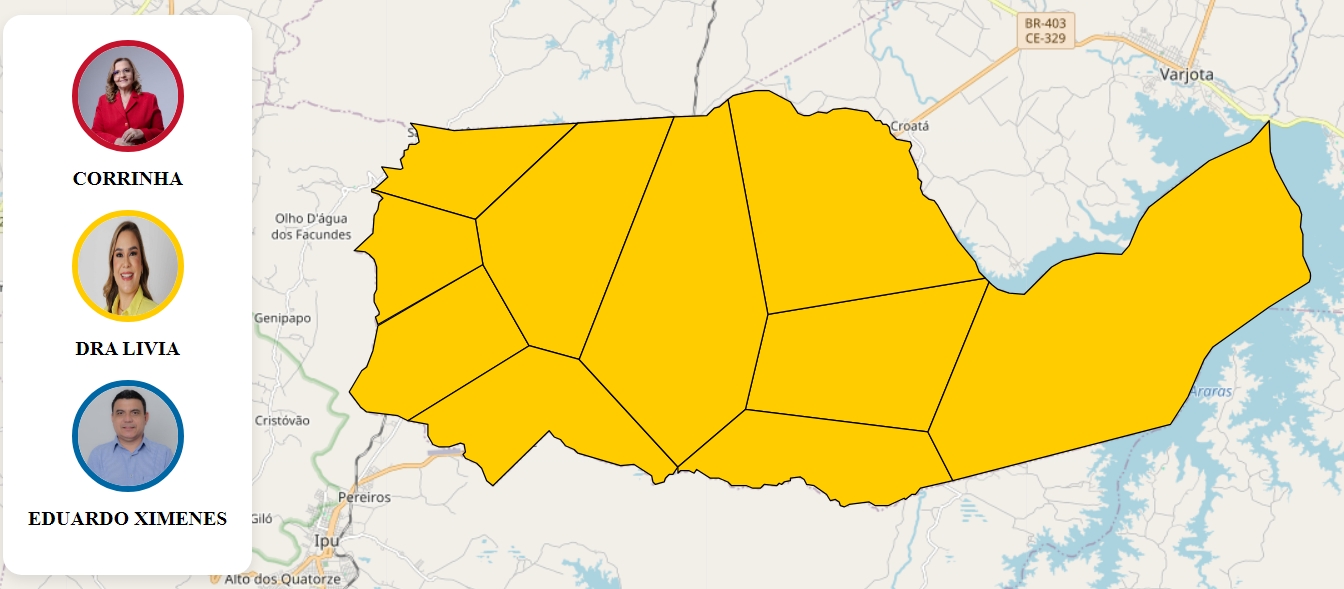 CORRINHA
DRA LIVIA
EDUARDO XIMENES
BR-403
CE-329
Varjota
Croatá
Olho D'água
dos Facundes
Genipapo
Araras
Cristóvão
Pereiros
Giló
Ipu
Alto dos Quatorze